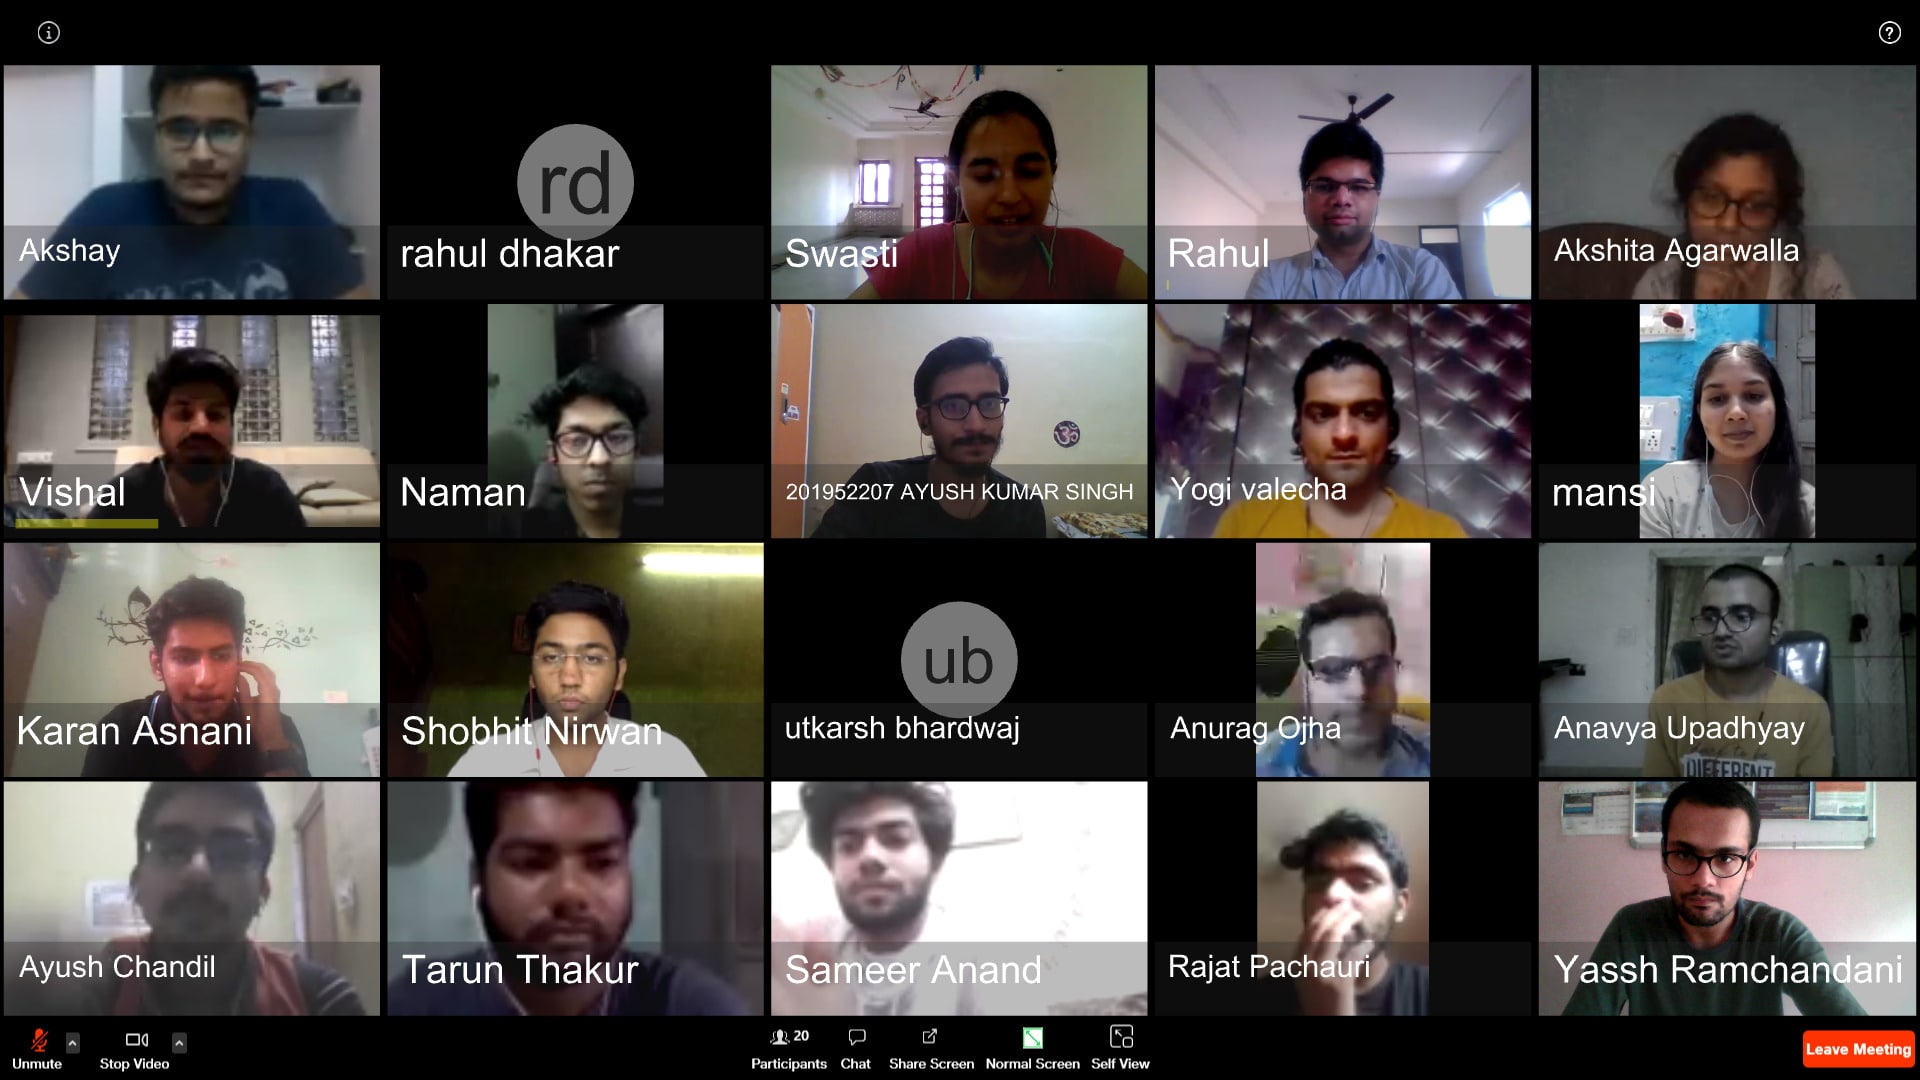 Akshay
rd
rahul dhakar
Swasti
Rahul
Akshita Agarwalla
Vishal
Naman
201952207 AYUSH KUMAR SINGH
Yogi valecha
mansi
Karan Asnani
Shobhit Nirwan
ub
utkarsh bhardwaj
Anurag Ojha
Anavya Upadhyay
DIFFERENT
Ayush Chandil
Tarun Thakur
Sameer Anand
Rajat Pachauri
Yassh Ramchandani
Unmute
Stop Video
20
Participants
Chat
Share Screen
Normal Screen
Self View
Leave Meeting